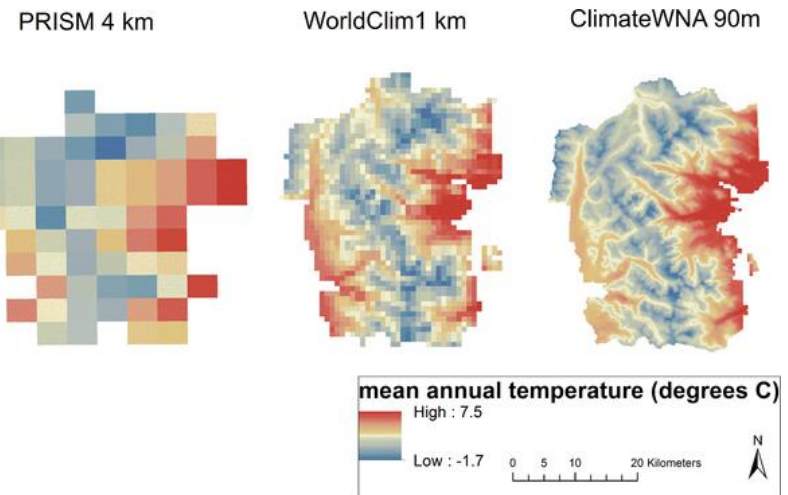 PRISM 4 km
WorldClim1 km
ClimateWNA 90m
mean annual temperature (degrees C)
High : 7.5
Low : -1.7
0 5 10 20 Kilometers
N